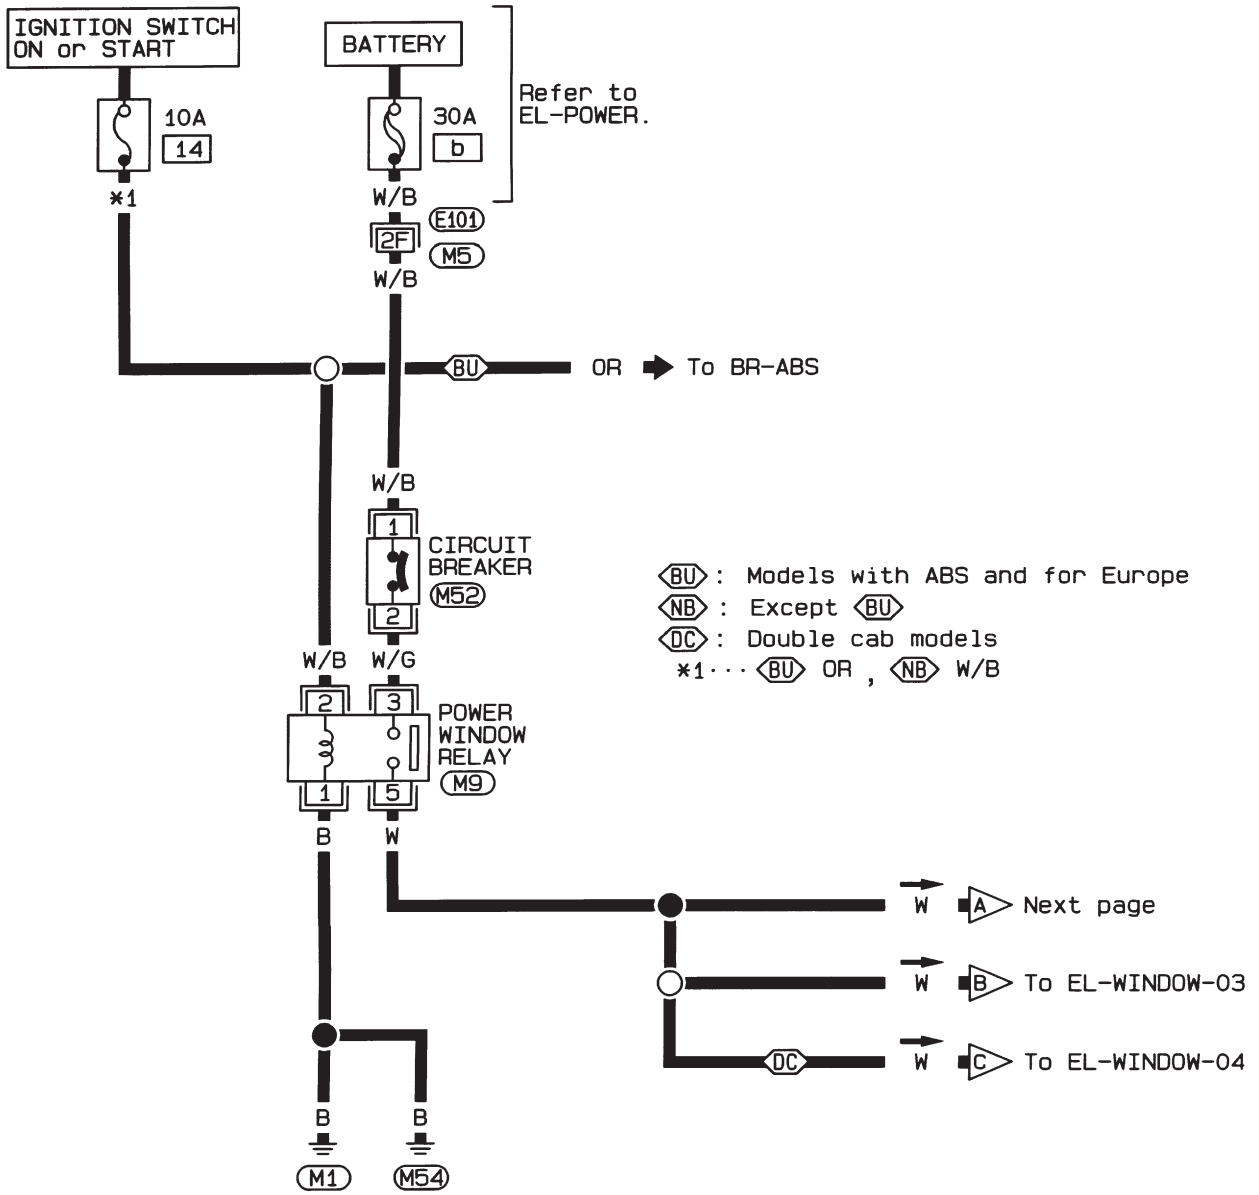 IGNITION SWITCH
ON or START
BATTERY
Refer to
EL-POWER.
10A
14
30A
b
*1
W/B
E101
2F
M5
W/B
BU
OR
To BR-ABS
W/B
1
CIRCUIT
BREAKER
M52
2
W/B
W/G
2
3
POWER
WINDOW
RELAY
M9
1
5
B
W
BU : Models with ABS and for Europe
NB : Except BU
DC : Double cab models
*1··· BU OR , NB W/B
W
A
Next page
W
B
To EL-WINDOW-03
DC
W
C
To EL-WINDOW-04
B
B
M1
M54